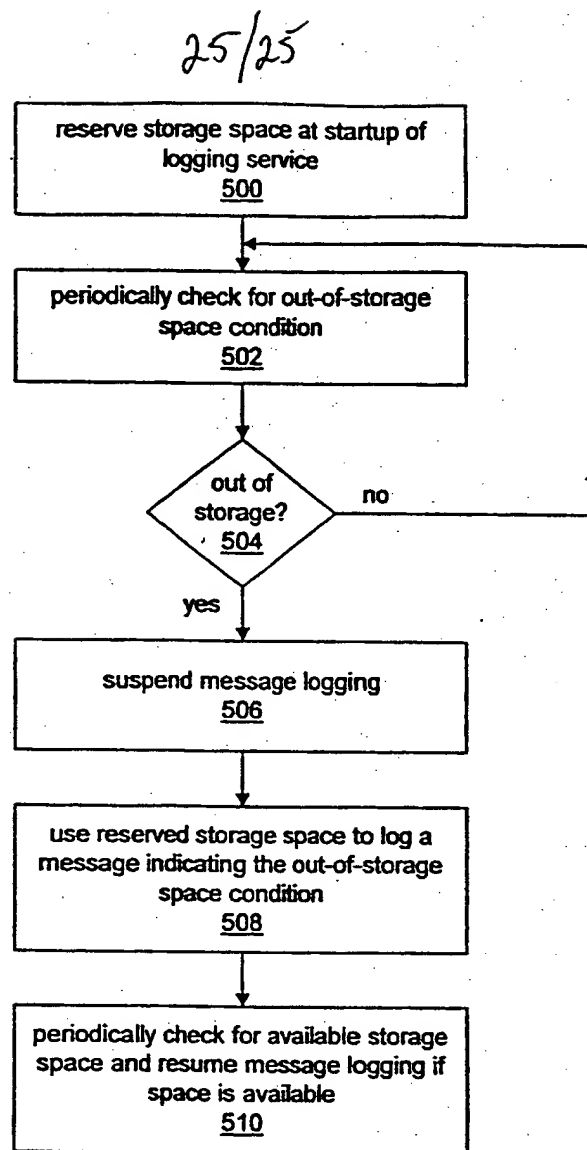 25/25
reserve storage space at startup of
logging service
500
periodically check for out-of-storage
space condition
502
out of
storage?
504
no
yes
suspend message logging
506
use reserved storage space to log a
message indicating the out-of-storage
space condition
508
periodically check for available storage
space and resume message logging if
space is available
510